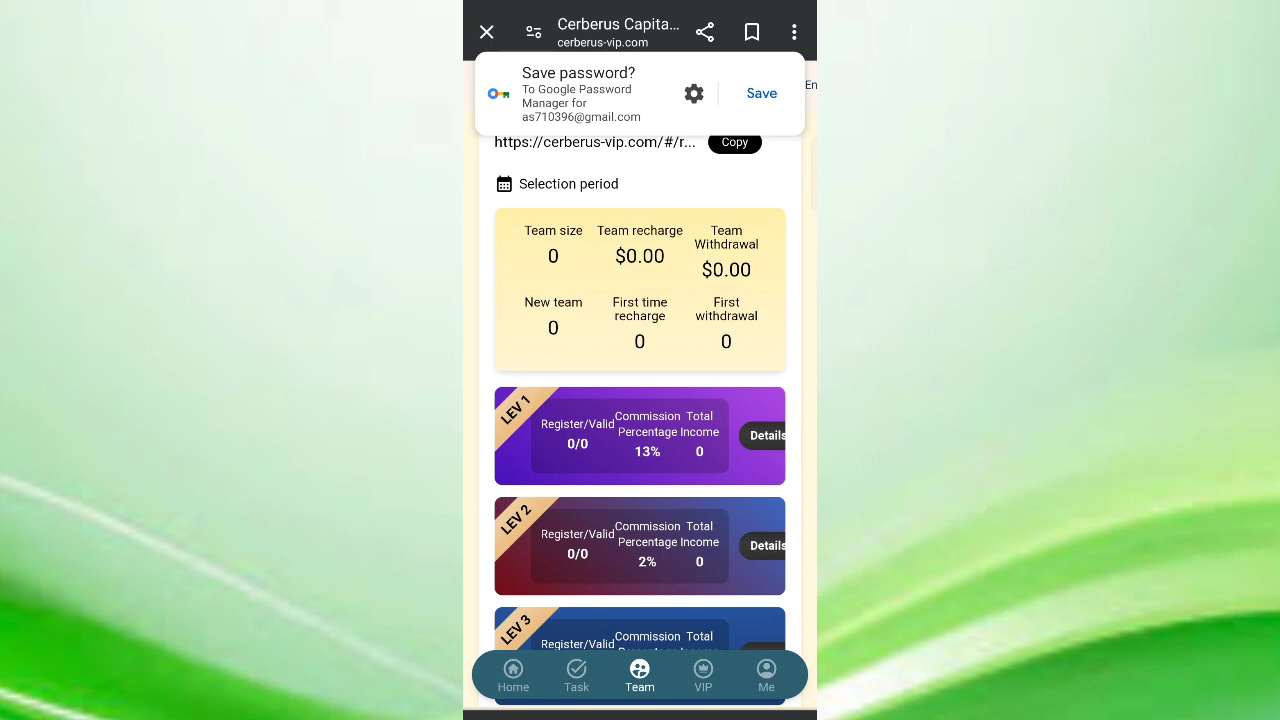 Cerberus Capita...
cerberus-vip.com
Save password?
To Google Password
Manager for
as710396@gmail.com
Save
En
https://cerberus-vip.com/#/r...
Copy
Selection period
Team size
Team recharge
Team
Withdrawal
0
$0.00
$0.00
New team
First time
recharge
First
withdrawal
0
0
0
LEV 1
Register/Valid
Commission
Percentage
Total
Income
0/0
13%
0
Details
LEV 2
Register/Valid
Commission
Percentage
Total
Income
0/0
2%
0
Details
LEV 3
Register/Valid
Commission
Total
Home
Task
Team
VIP
Me